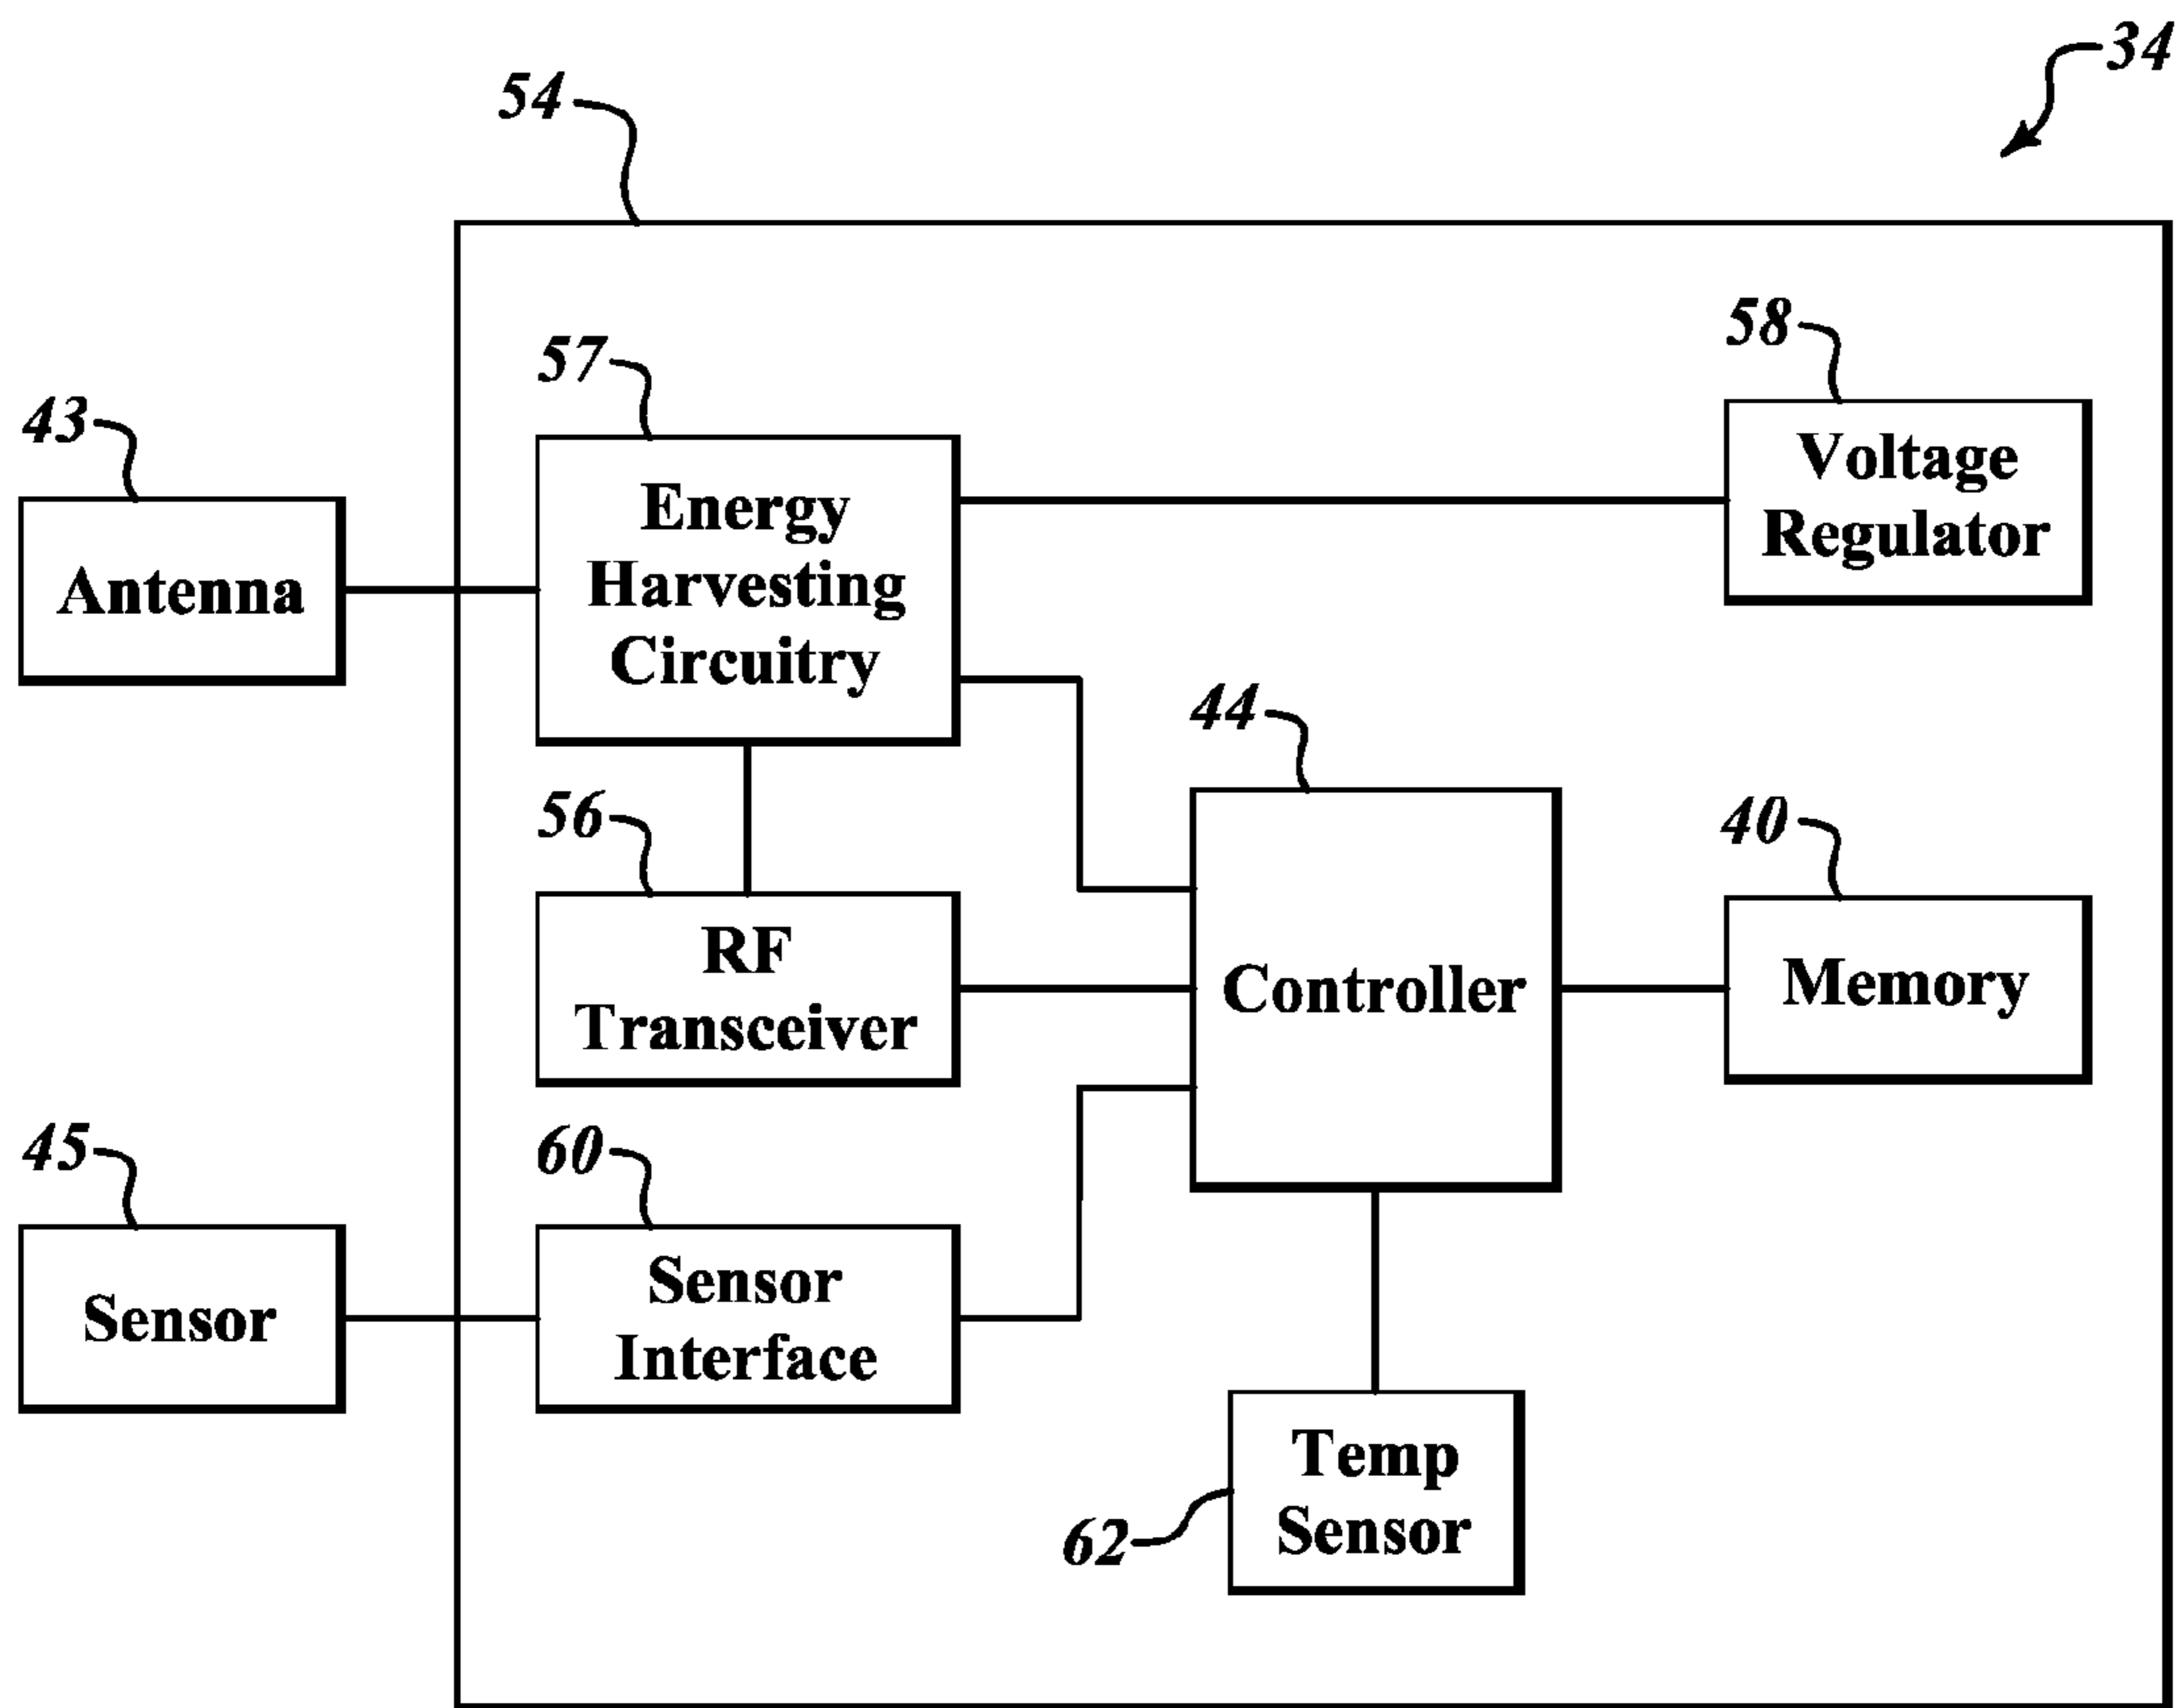 34
54
58
57
43
Voltage
Regulator
Energy
Harvesting
Circuitry
Antenna
44
56
40
RF
Transceiver
Controller
Memory
45
60
Sensor
Sensor
Interface
Temp
Sensor
62